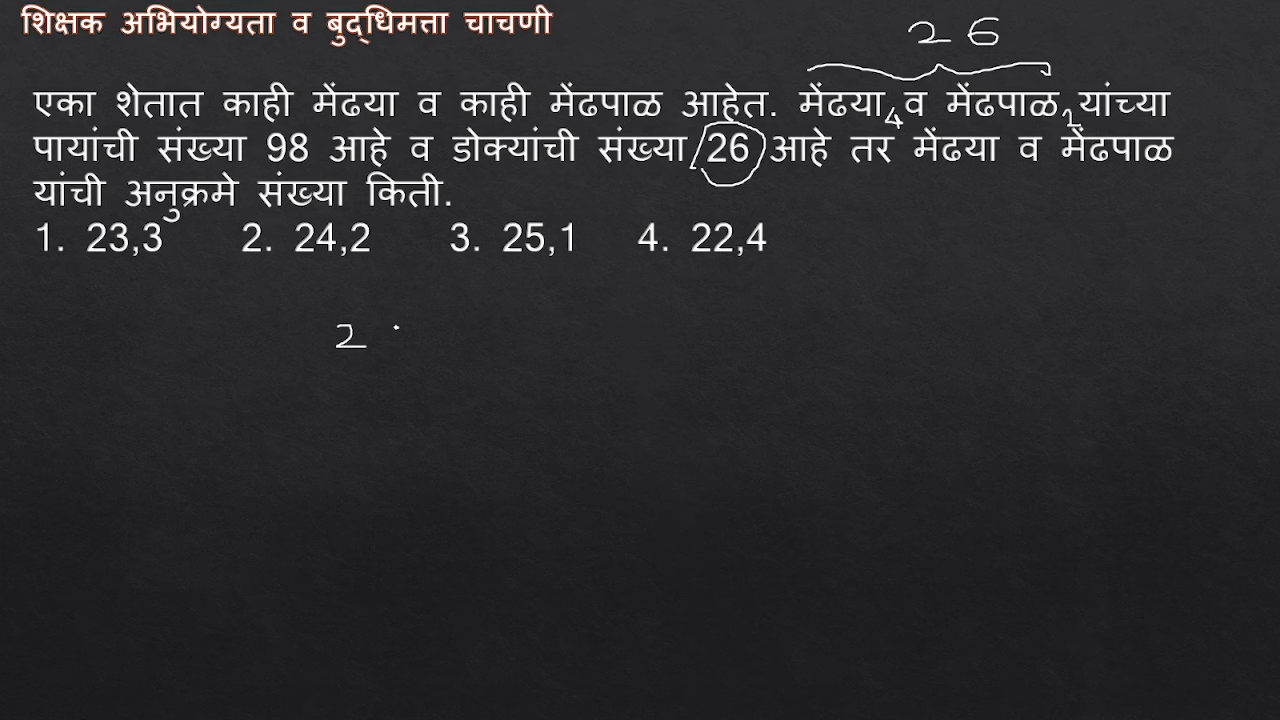 शिक्षक अभियोग्यता व बुद्धिमत्ता चाचणी
26
एका शेतात काही मेंढया व काही मेंढपाळ आहेत. मेंढया व मेंढपाळ यांच्या
4 2
पायांची संख्या 98 आहे व डोक्यांची संख्या 26 आहे तर मेंढया व मेंढपाळ
यांची अनुक्रमे संख्या किती.
1. 23,3 2. 24,2 3. 25,1 4. 22,4
2